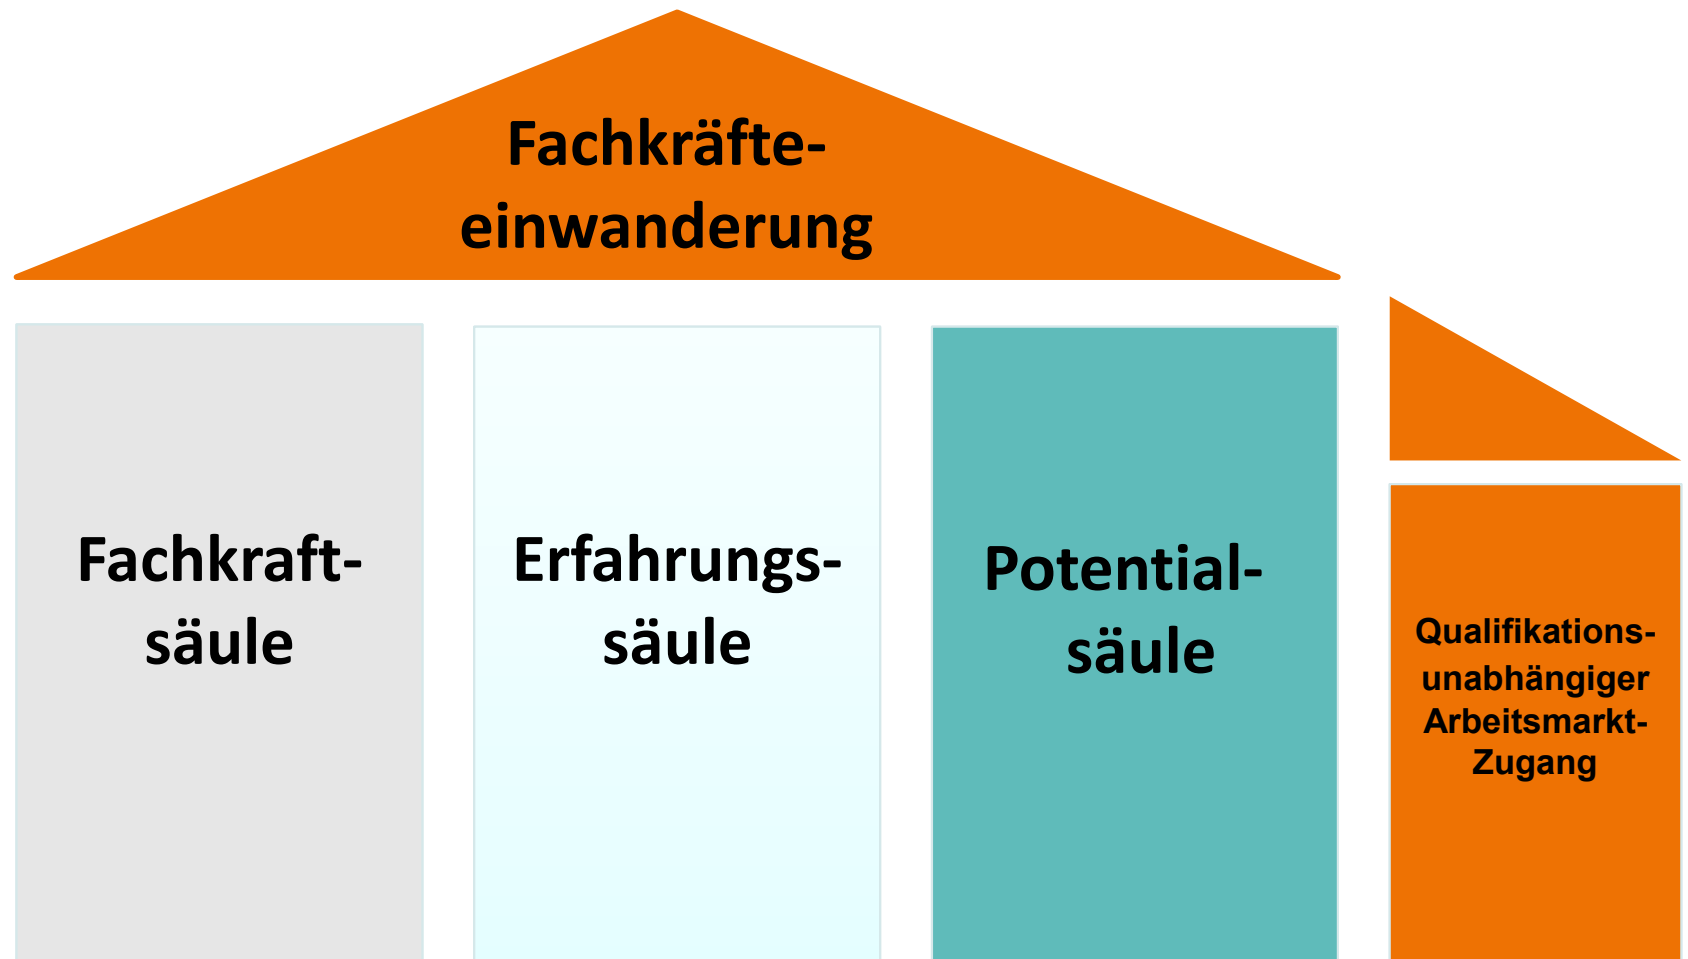 Fachkräfte-
einwanderung
Fachkraft-
säule
Erfahrungs-
säule
Potential-
säule
Qualifikations-
unabhängiger
Arbeitsmarkt-
Zugang